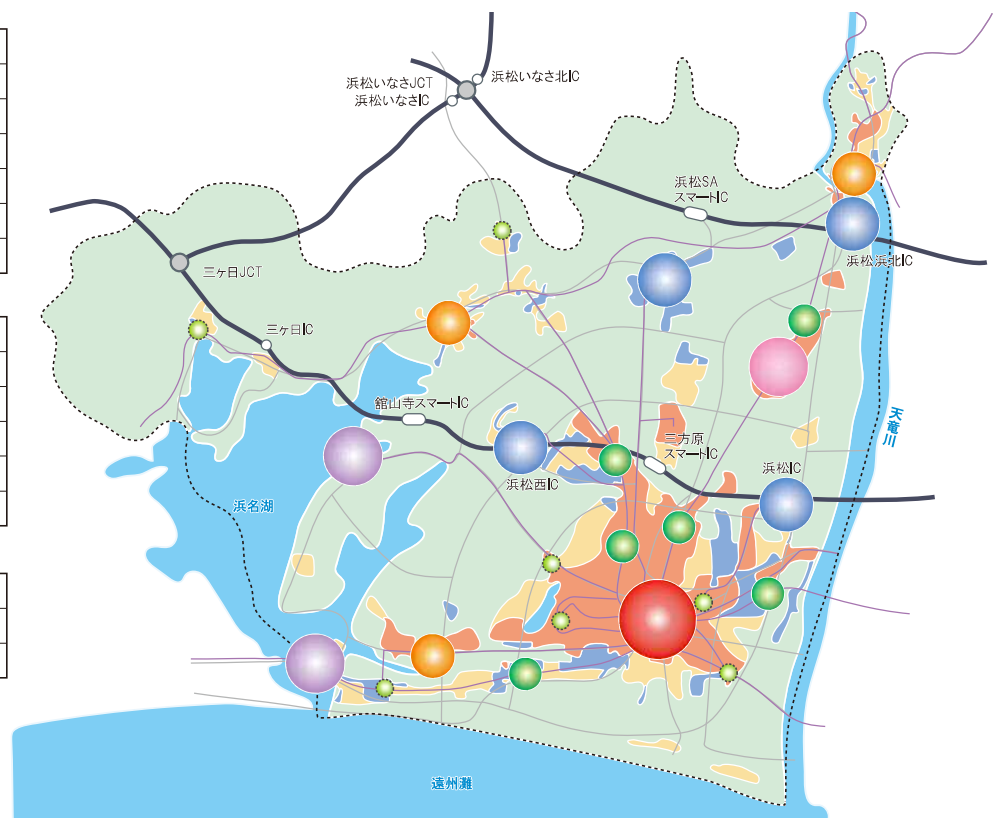 浜松いなさJCT
浜松いなさ北IC
浜松いなさIC
浜松SA
スマートIC
浜松浜北IC
三ヶ日JCT
三ヶ日IC
舘山寺スマートIC
天竜川
三方原
スマートIC
浜松IC
浜松西IC
浜名湖
遠州灘